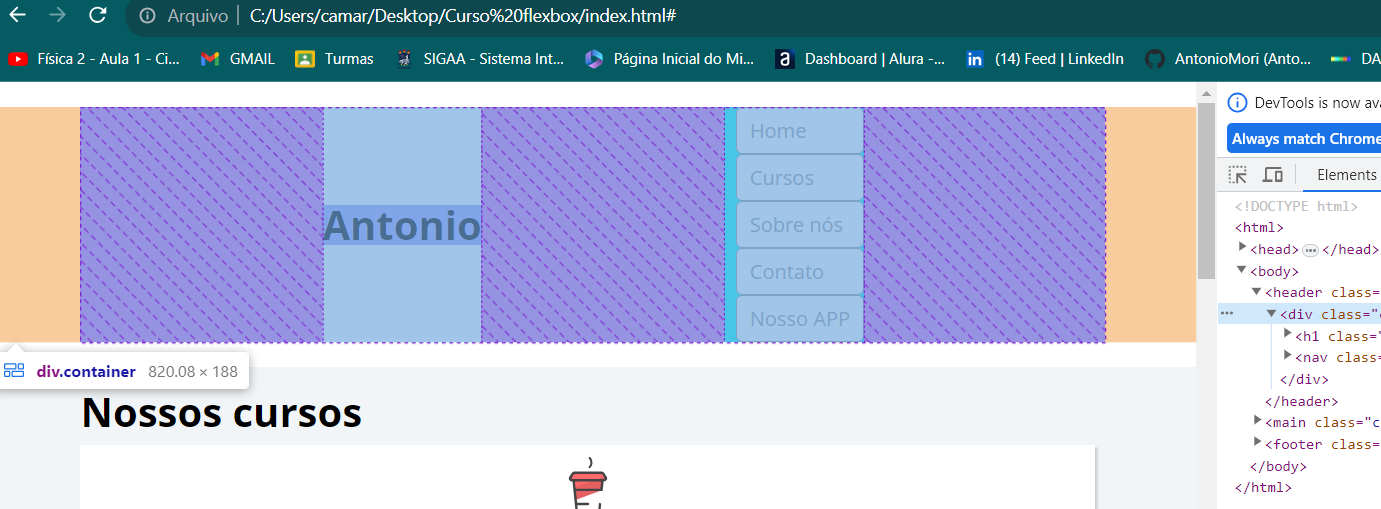 Arquivo C:/Users/camar/Desktop/Curso%20flexbox/index.html#
Física 2 - Aula 1 - Ci... GMAIL Turmas SIGAA - Sistema Int... Página Inicial do Mi... Dashboard | Alura -... (14) Feed | LinkedIn AntonioMori (Anto... DA
Home
Cursos
Antonio
Sobre nós
Contato
Nosso APP
div.container 820.08 × 188
Nossos cursos
DevTools is now ava
Always match Chrome
Elements
<!DOCTYPE html>
<html>
<head> ... </head>
<body>
<header class=
... <div class="c
<h1 class="
<nav class=
</div>
</header>
<main class="c
<footer class=
</body>
</html>